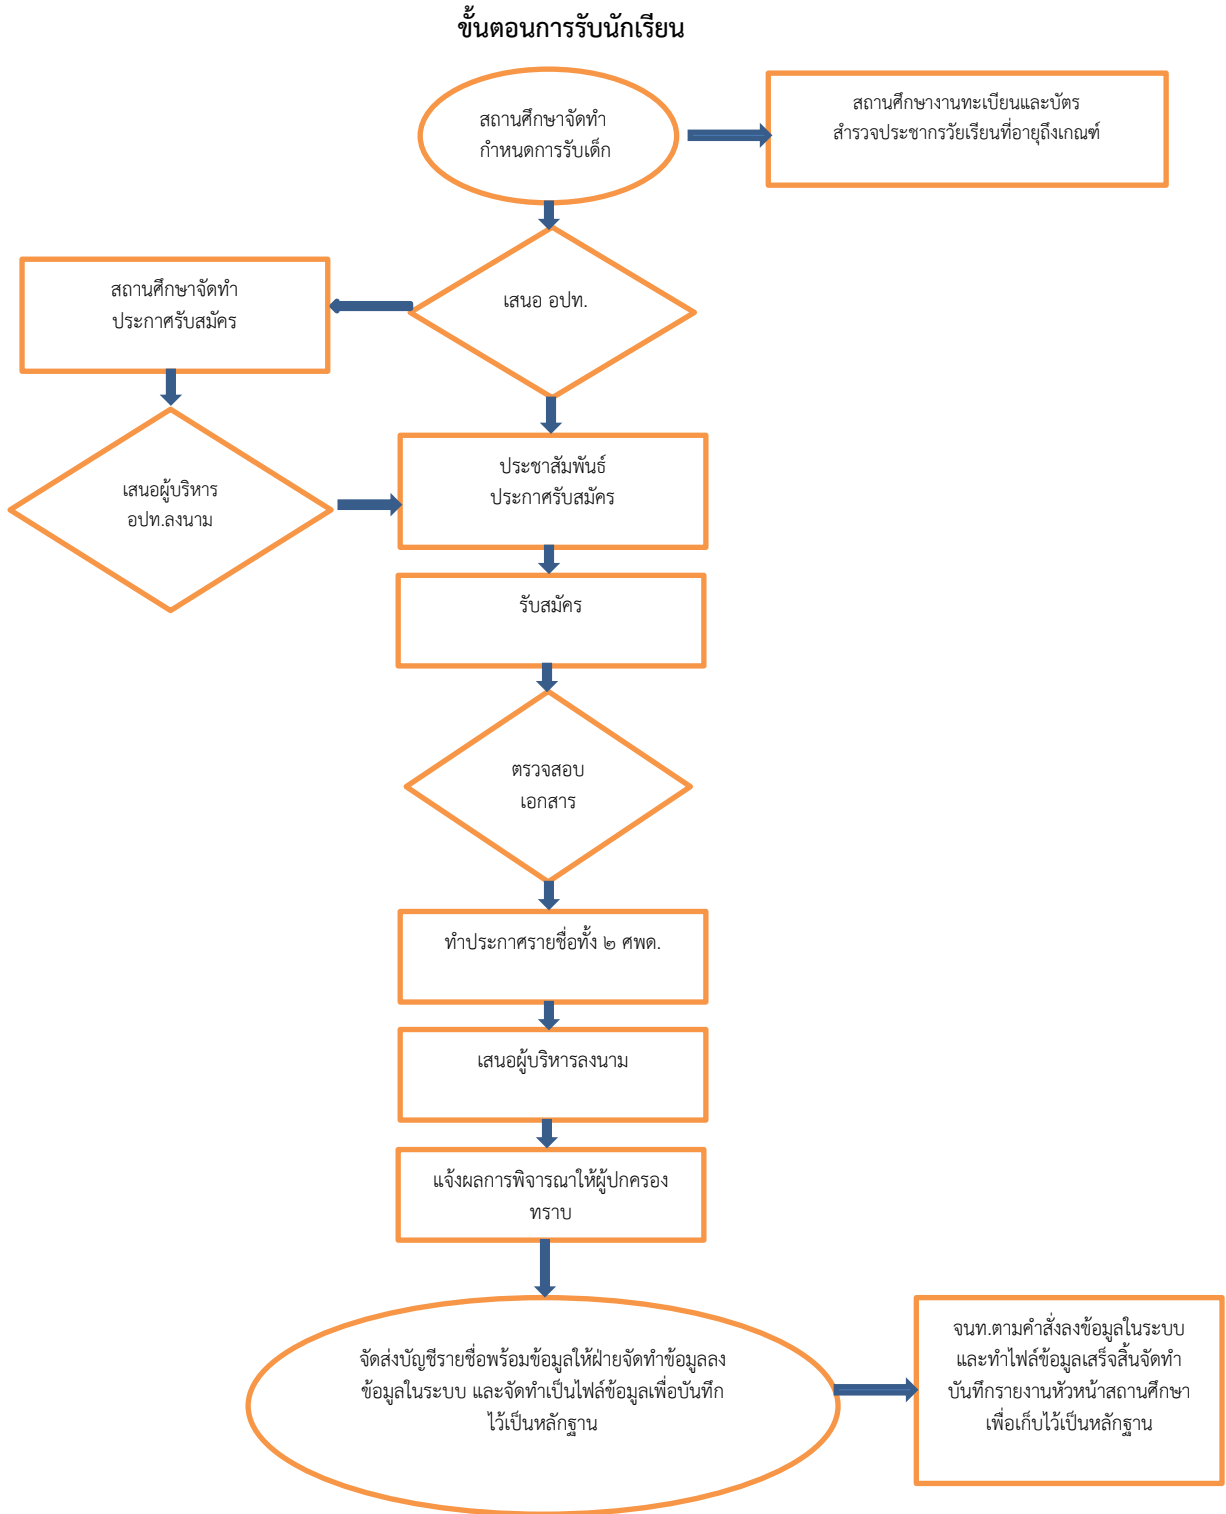 ขั้นตอนการรับนักเรียน
สถานศึกษาจัดทำ
กำหนดการรับเด็ก
สถานศึกษางานทะเบียนและบัตร
สำรวจประชากรวัยเรียนที่อายุถึงเกณฑ์
เสนอ อปท.
สถานศึกษาจัดทำ
ประกาศรับสมัคร
เสนอผู้บริหาร
อปท.ลงนาม
ประชาสัมพันธ์
ประกาศรับสมัคร
รับสมัคร
ตรวจสอบ
เอกสาร
ทำประกาศรายชื่อทั้ง ๒ ศพด.
เสนอผู้บริหารลงนาม
แจ้งผลการพิจารณาให้ผู้ปกครอง
ทราบ
จัดส่งบัญชีรายชื่อพร้อมข้อมูลให้ฝ่ายจัดทำข้อมูลลง
ข้อมูลในระบบ และจัดทำเป็นไฟล์ข้อมูลเพื่อบันทึก
ไว้เป็นหลักฐาน
จนท.ตามคำสั่งลงข้อมูลในระบบ
และทำไฟล์ข้อมูลเสร็จสิ้นจัดทำ
บันทึกรายงานหัวหน้าสถานศึกษา
เพื่อเก็บไว้เป็นหลักฐาน